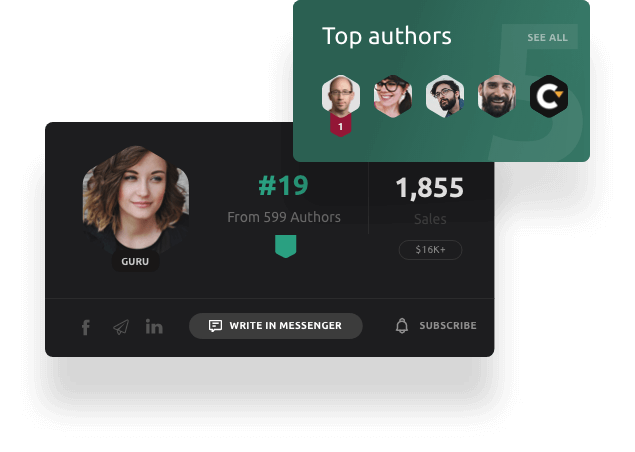 Top authors
SEE ALL
5
1
#19
From 599 Authors
1,855
Sales
$16K+
GURU
WRITE IN MESSENGER
SUBSCRIBE